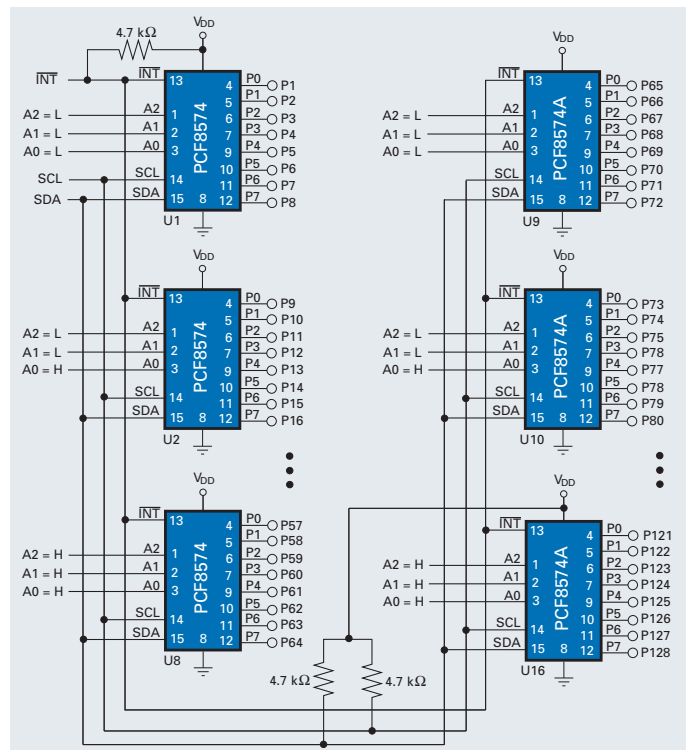 VDD
4.7 kΩ
INT
INT
13
4
P0
P1
5
P1
P2
A2 = L
A2
1
6
P2
P3
A1 = L
A1
2
7
P3
P4
A0 = L
A0
3
9
P4
P5
10
P5
P6
SCL
SCL
14
11
P6
P7
SDA
SDA
15
8
12
P7
P8
PCF8574
U1
VDD
INT
13
4
P0
P9
5
P1
P10
A2 = L
A2
1
6
P2
P11
A1 = L
A1
2
7
P3
P12
A0 = H
A0
3
9
P4
P13
10
P5
P14
SCL
14
11
P6
P15
SDA
15
8
12
P7
P16
PCF8574
U2
VDD
INT
13
4
P0
P57
5
P1
P58
A2 = H
A2
1
6
P2
P59
A1 = H
A1
2
7
P3
P60
A0 = H
A0
3
9
P4
P61
10
P5
P62
SCL
14
11
P6
P63
SDA
15
8
12
P7
P64
PCF8574
U8
4.7 kΩ
4.7 kΩ
VDD
INT
13
4
P0
P65
5
P1
P66
A2 = L
A2
1
6
P2
P67
A1 = L
A1
2
7
P3
P68
A0 = L
A0
3
9
P4
P69
10
P5
P70
SCL
14
11
P6
P71
SDA
15
8
12
P7
P72
PCF8574A
U9
VDD
INT
13
4
P0
P73
5
P1
P74
A2 = L
A2
1
6
P2
P75
A1 = L
A1
2
7
P3
P78
A0 = H
A0
3
9
P4
P77
10
P5
P78
SCL
14
11
P6
P79
SDA
15
8
12
P7
P80
PCF8574A
U10
VDD
INT
13
4
P0
P121
5
P1
P122
A2 = H
A2
1
6
P2
P123
A1 = H
A1
2
7
P3
P124
A0 = H
A0
3
9
P4
P125
10
P5
P126
SCL
14
11
P6
P127
SDA
15
8
12
P7
P128
PCF8574A
U16